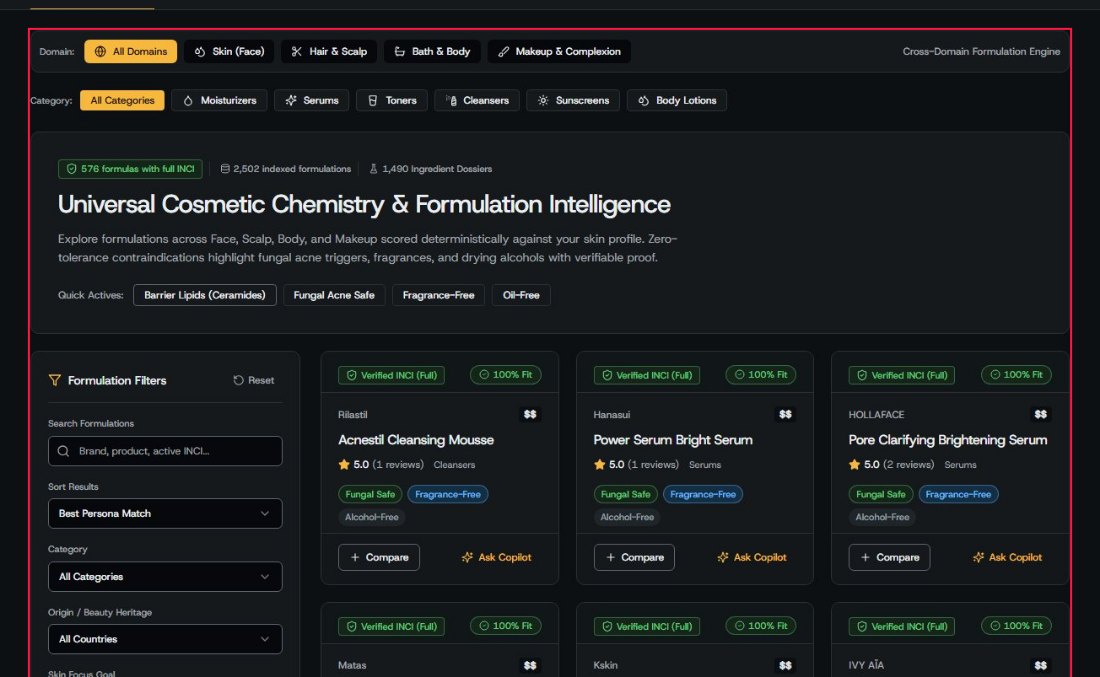 Domain: All Domains Skin (Face) Hair & Scalp Bath & Body Makeup & Complexion Cross-Domain Formulation Engine
Category: All Categories Moisturizers Serums Toners Cleansers Sunscreens Body Lotions
576 formulas with full INCI 2,502 indexed formulations 1,490 Ingredient Dossiers
Universal Cosmetic Chemistry & Formulation Intelligence
Explore formulations across Face, Scalp, Body, and Makeup scored deterministically against your skin profile. Zero-
tolerance contraindications highlight fungal acne triggers, fragrances, and drying alcohols with verifiable proof.
Quick Actives: Barrier Lipids (Ceramides) Fungal Acne Safe Fragrance-Free Oil-Free
Formulation Filters Reset
Search Formulations
Brand, product, active INCI...
Sort Results
Best Persona Match
Category
All Categories
Origin / Beauty Heritage
All Countries
Skin Focus Goal
Verified INCI (Full) 100% Fit
Rilastil $$
Acnestil Cleansing Mousse
5.0 (1 reviews) Cleansers
Fungal Safe Fragrance-Free
Alcohol-Free
+ Compare Ask Copilot
Verified INCI (Full) 100% Fit
Hanasui $$
Power Serum Bright Serum
5.0 (1 reviews) Serums
Fungal Safe Fragrance-Free
Alcohol-Free
+ Compare Ask Copilot
Verified INCI (Full) 100% Fit
HOLLAFACE $$
Pore Clarifying Brightening Serum
5.0 (2 reviews) Serums
Fungal Safe Fragrance-Free
Alcohol-Free
+ Compare Ask Copilot
Verified INCI (Full) 100% Fit
Matas $$
Verified INCI (Full) 100% Fit
Kskin $$
Verified INCI (Full) 100% Fit
IVY AÏA $$